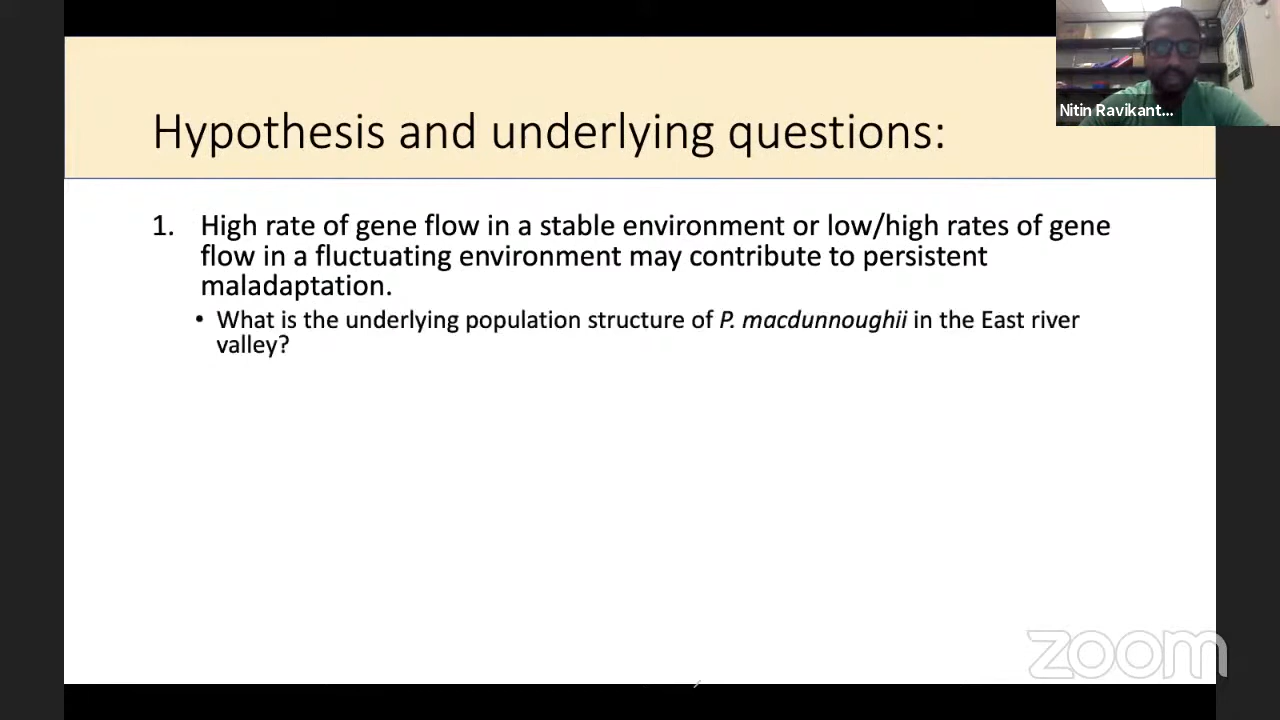 Nitin Ravikant...
Hypothesis and underlying questions:
1. High rate of gene flow in a stable environment or low/high rates of gene
flow in a fluctuating environment may contribute to persistent
maladaptation.
• What is the underlying population structure of P. macdunnoughii in the East river
valley?
zoom